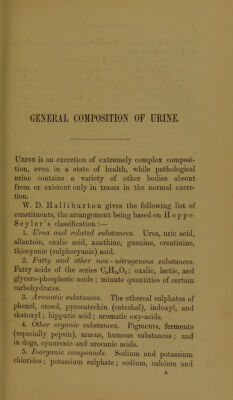 GENERAL COMPOSITION OF URINE.
URINE is an excretion of extremely complex composi-
tion, even in a state of health, while pathological
urine contains a variety of other bodies absent
from or existent only in traces in the normal excre-
tion.
W. D. Halliburton gives the following list of
constituents, the arrangement being based on Hoppe-
Seyler's classification :—
1. Urea and related substances. Urea, uric acid,
allantoin, oxalic acid, xanthine, guanine, creatinine,
thiocyanic (sulphocyanic) acid.
2. Fatty and other non-nitrogenous substances.
Fatty acids of the series CnH2nO2; oxalic, lactic, and
glycero-phosphoric acids; minute quantities of certain
carbohydrates.
3. Aromatic substances. The ethereal sulphates of
phenol, cresol, pyrocatechin (catechol), indoxyl, and
skatoxyl; hippuric acid; aromatic oxy-acids.
4. Other organic substances. Pigments, ferments
(especially pepsin), mucus, humous substances; and
in dogs, cynurenic and urocanic acids.
5. Inorganic compounds. Sodium and potassium
chlorides; potassium sulphate; sodium, calcium and
A